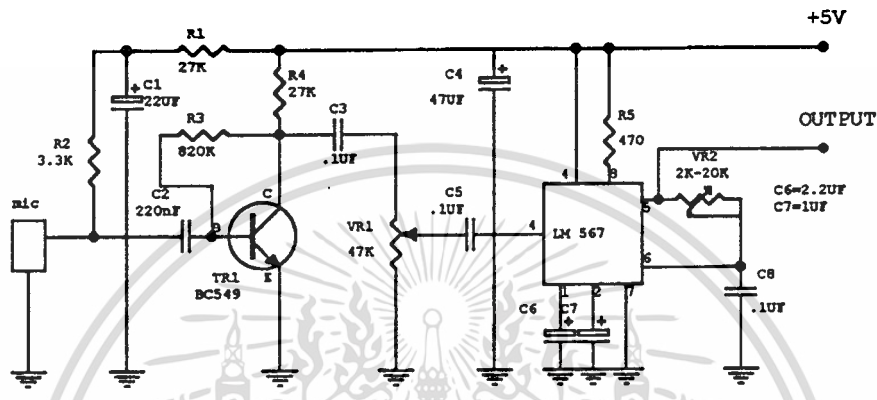 +5V
R1
27K
C1
22UF
R4
27K
C4
47UF
C3
.1UF
R5
470
OUTPUT
R2
3.3K
R3
820K
VR2
2K-20K
C2
220nF
C6=2.2UF
C7=1UF
mic
B
C
E
TR1
BC549
VR1
47K
C5
.1UF
4
8
4
LM 567
5
6
1
2
7
C6
C7
C8
.1UF
+
+
+
+